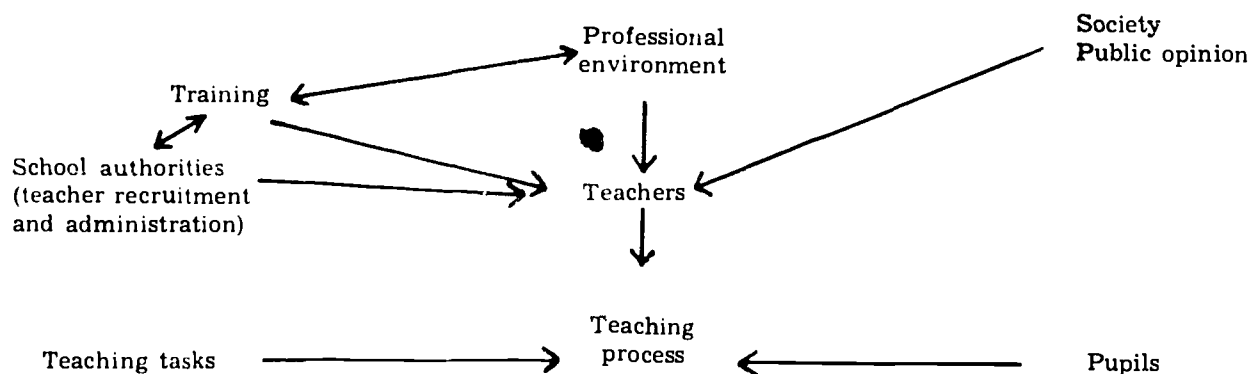 Society
Public opinion
Professional
environment
Training
School authorities
(teacher recruitment
and administration)
Teachers
Teaching
process
Teaching tasks
Pupils